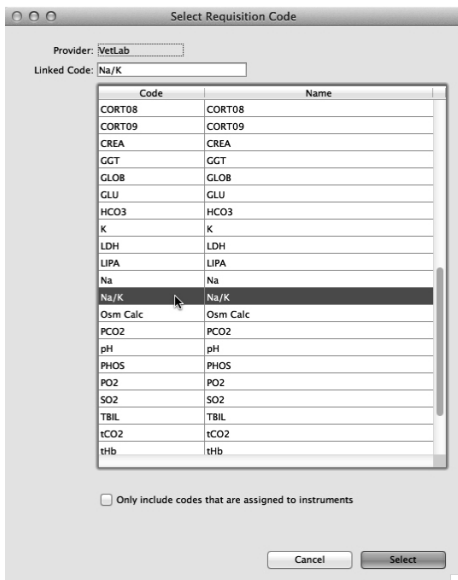 Select Requisition Code
Provider: VetLab
Linked Code: Na/K
Code Name
CORT08 CORT08
CORT09 CORT09
CREA CREA
GGT GGT
GLOB GLOB
GLU GLU
HCO3 HCO3
K K
LDH LDH
LIPA LIPA
Na Na
Na/K Na/K
Osm Calc Osm Calc
PCO2 PCO2
pH pH
PHOS PHOS
PO2 PO2
SO2 SO2
TBIL TBIL
tCO2 tCO2
tHb tHb
Only include codes that are assigned to instruments
Cancel Select